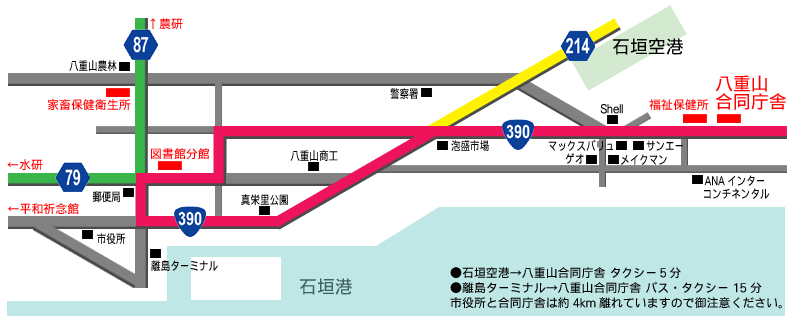 ↑農研
87
214
石垣空港
八重山農林
家畜保健衛生所
警察署
Shell
八重山
合同庁舎
福祉保健所
390
図書館分館
八重山商工
泡盛市場
マックスバリュ
サンエー
ゲオ
メイクマン
←水研
79
郵便局
真栄里公園
ANA インター
コンチネンタル
←平和祈念館
390
市役所
離島ターミナル
石垣港
●石垣空港→八重山合同庁舎 タクシー 5 分
●離島ターミナル→八重山合同庁舎 バス・タクシー 15 分
市役所と合同庁舎は約 4km 離れていますので御注意ください。